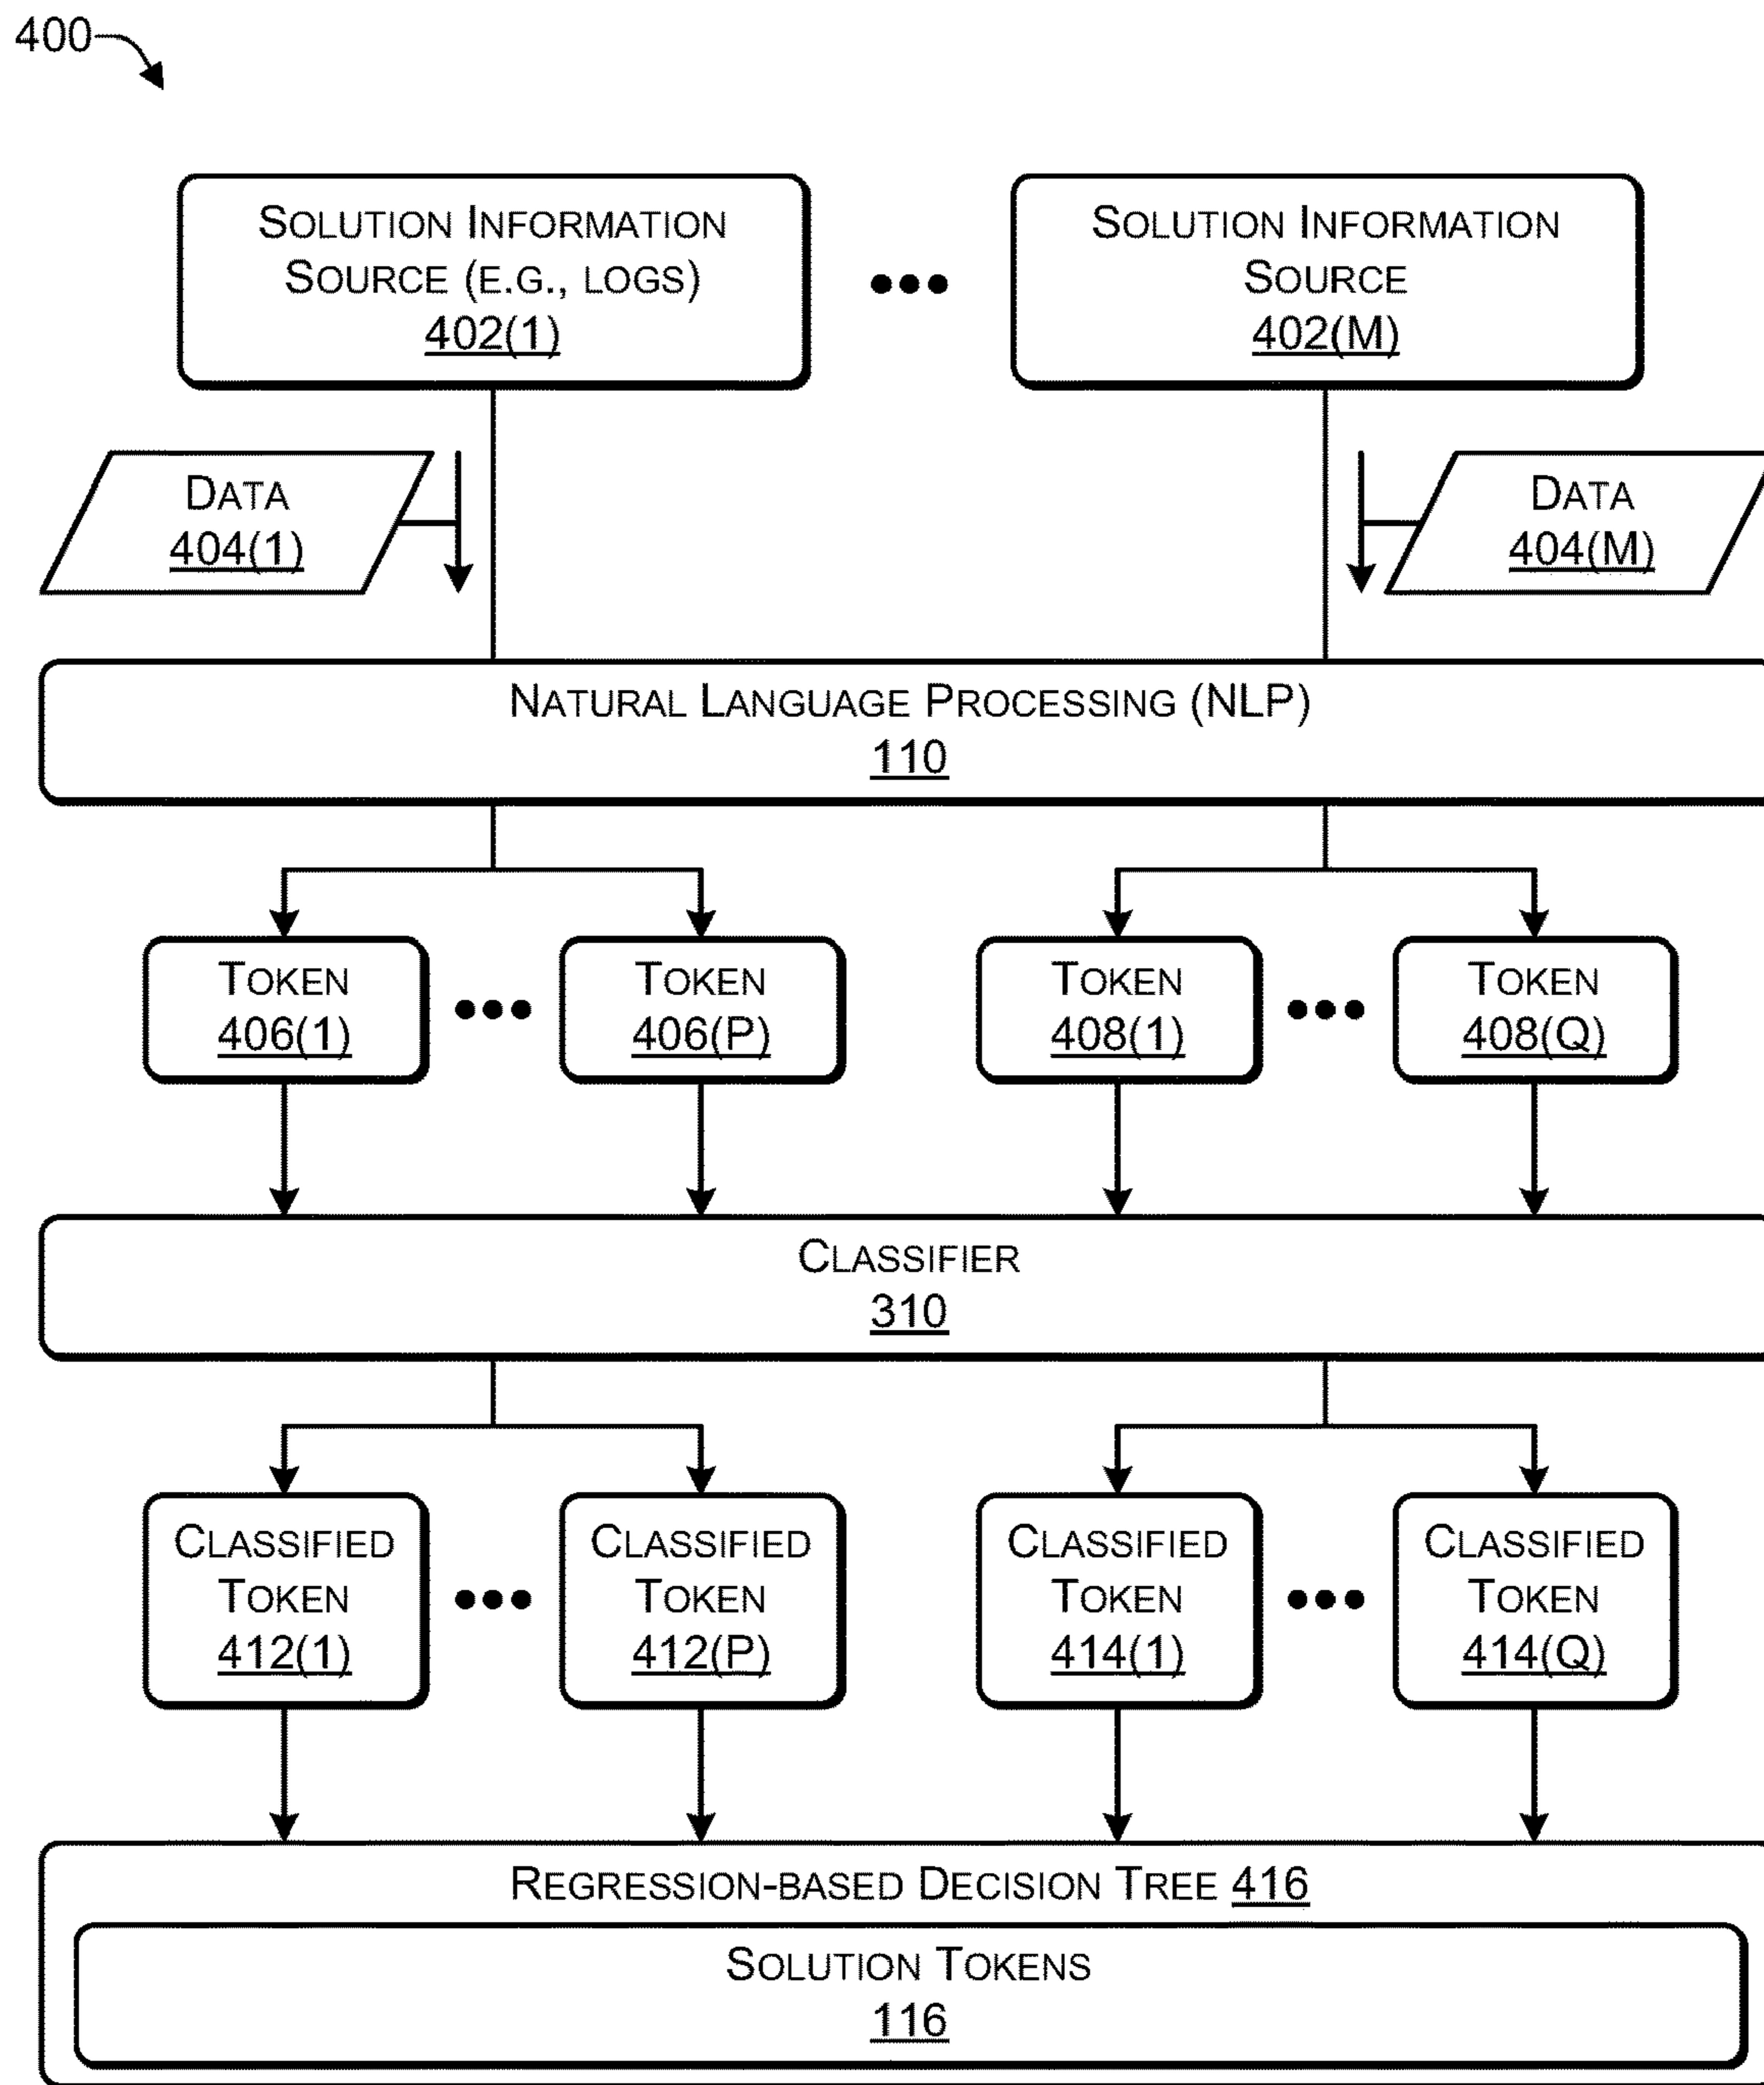 400
SOLUTION INFORMATION
SOURCE (E.G., LOGS)
402(1)
SOLUTION INFORMATION
SOURCE
402(M)
DATA
404(1)
DATA
404(M)
NATURAL LANGUAGE PROCESSING (NLP)
110
TOKEN
406(1)
TOKEN
406(P)
TOKEN
408(1)
TOKEN
408(Q)
CLASSIFIER
310
CLASSIFIED
TOKEN
412(1)
CLASSIFIED
TOKEN
412(P)
CLASSIFIED
TOKEN
414(1)
CLASSIFIED
TOKEN
414(Q)
REGRESSION-BASED DECISION TREE 416
SOLUTION TOKENS
116